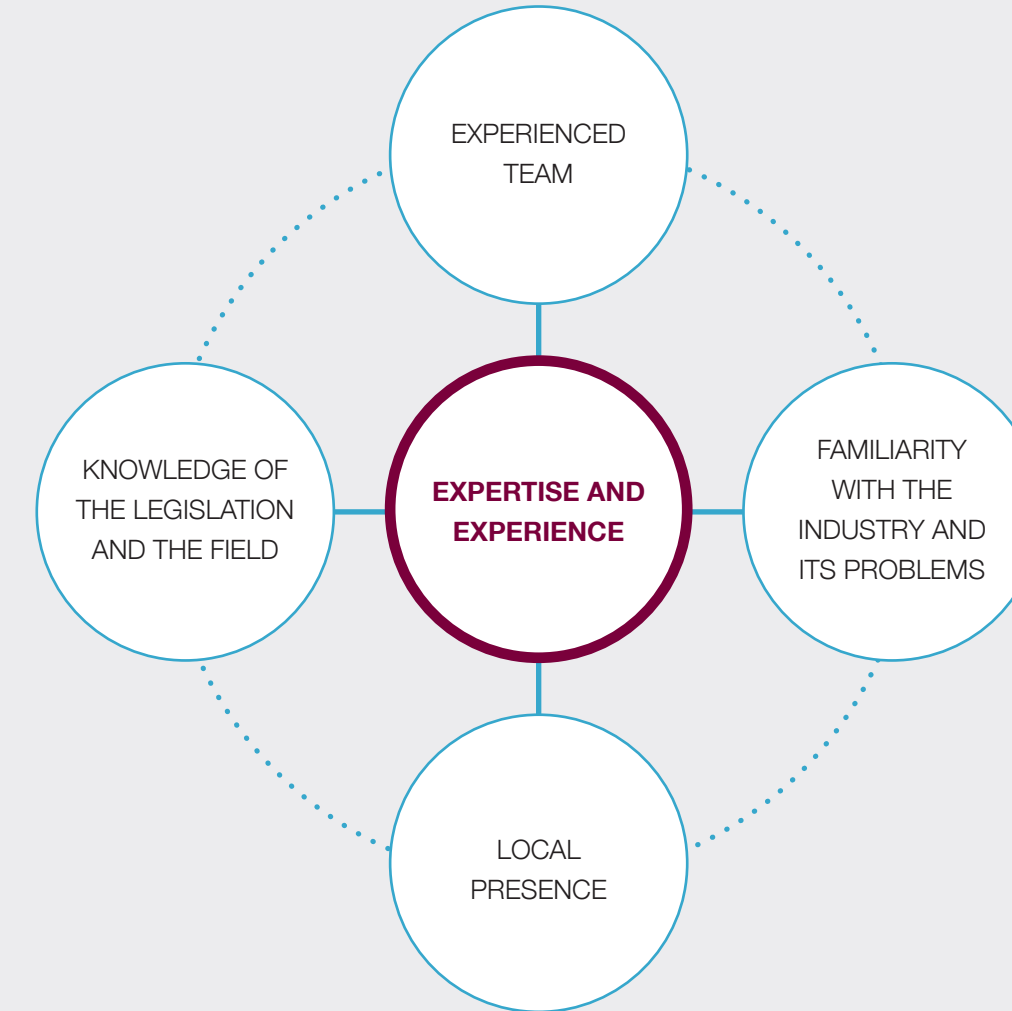 EXPERIENCED
TEAM
KNOWLEDGE OF
THE LEGISLATION
AND THE FIELD
EXPERTISE AND
EXPERIENCE
FAMILIARITY
WITH THE
INDUSTRY AND
ITS PROBLEMS
LOCAL
PRESENCE